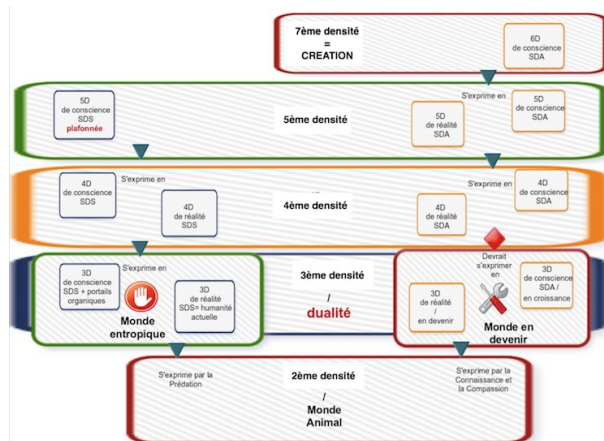 7ème densité
=
CREATION
6D
de conscience
SDA
S'exprime en
5D
de conscience
SDS
plafonnée
5ème densité
5D
de réalité
SDA
5D
de conscience
SDA
S'exprime en
S'exprime en
4D
de conscience
SDS
4D
de réalité
SDS
4ème densité
4D
de réalité
SDA
4D
de conscience
SDA
S'exprime en
Devrait
s'exprimer
en
3D
de conscience
SDS + portails
organiques
3D
de réalité
SDS= humanité
actuelle
Monde
entropique
3ème densité
/
dualité
3D
de réalité
/
en devenir
3D
de conscience
SDA /
en croissance
Monde en
devenir
S'exprime par la
Prédation
2ème densité
/
Monde
Animal
S'exprime par la
Connaissance et
la Compassion